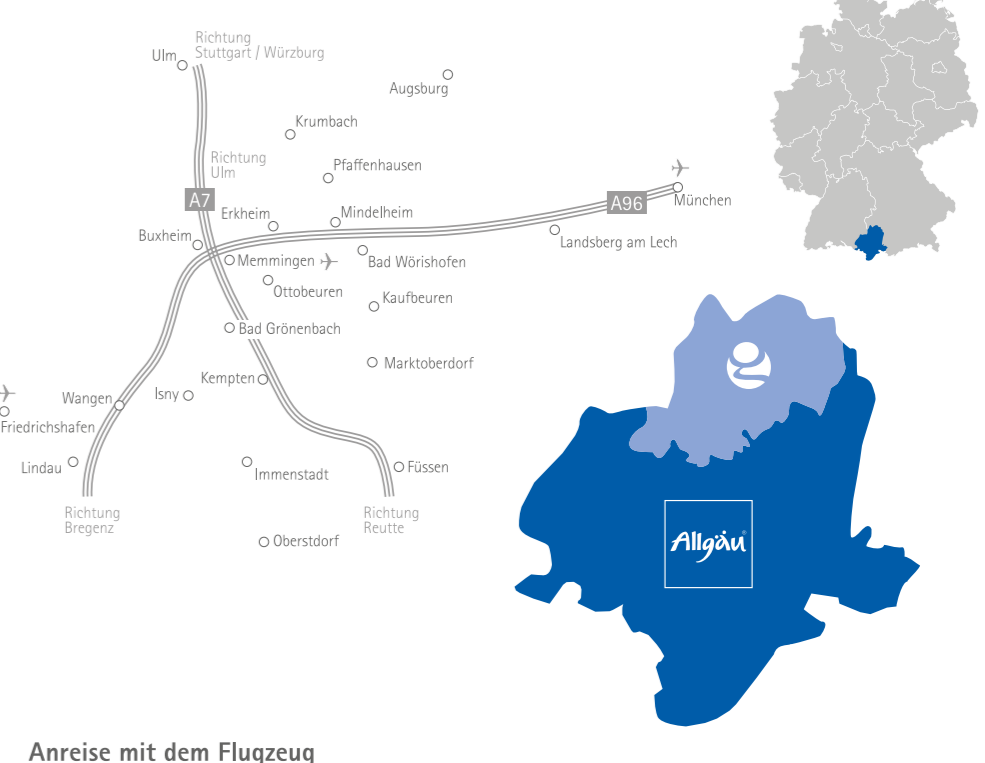 Richtung
Stuttgart / Würzburg
Ulm
Augsburg
Krumbach
Richtung
Ulm
Pfaffenhausen
A7
A96
München
Erkheim
Mindelheim
Buxheim
Landsberg am Lech
Memmingen
Bad Wörishofen
Ottobeuren
Kaufbeuren
Bad Grönenbach
Marktoberdorf
Kempten
Isny
Wangen
Friedrichshafen
Lindau
Immenstadt
Füssen
Richtung
Bregenz
Richtung
Reutte
Oberstdorf
Allgäu®
Anreise mit dem Flugzeug